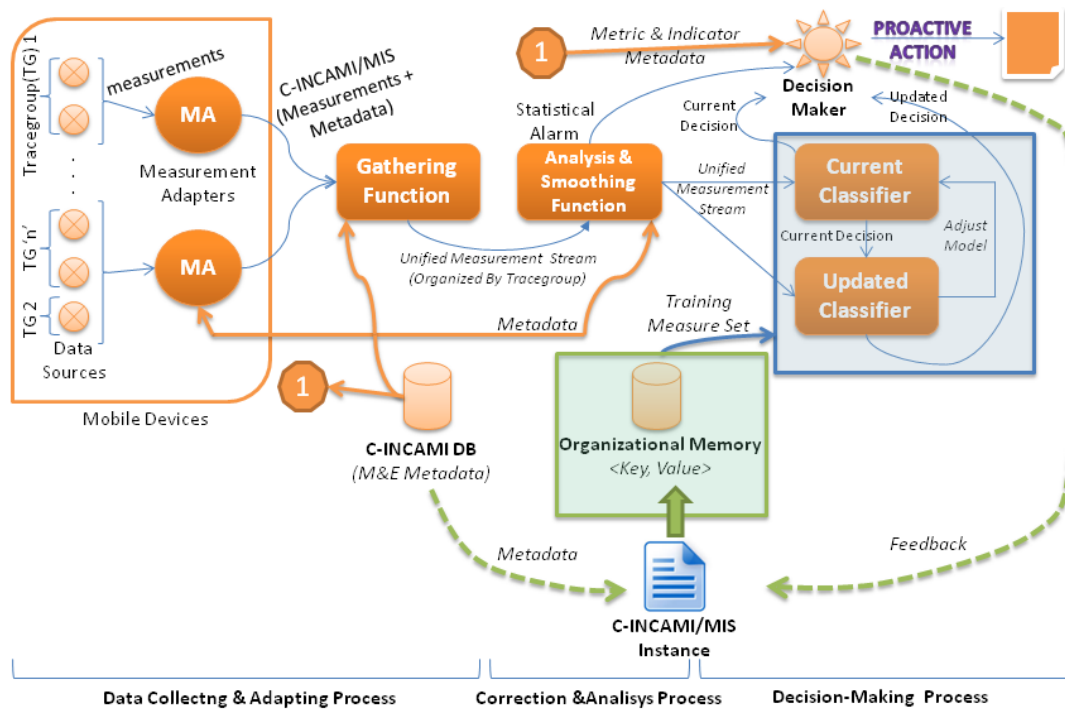 Tracegroup(TG) 1
measurements
MA
Measurement
Adapters
.
.
.
TG 'n'
MA
TG 2
Data
Sources
Mobile Devices
C-INCAMI/MIS
(Measurements +
Metadata)
Gathering
Function
Unified Measurement Stream
(Organized By Tracegroup)
Metadata
1
C-INCAMI DB
(M&E Metadata)
1
Metric & Indicator
Metadata
Statistical
Alarm
Analysis &
Smoothing
Function
Decision
Maker
PROACTIVE
ACTION
Current
Decision
Updated
Decision
Unified
Measurement
Stream
Current
Classifier
Current Decision
Adjust
Model
Updated
Classifier
Training
Measure Set
Organizational Memory
<Key, Value>
Metadata
Feedback
C-INCAMI/MIS
Instance
Data Collectng & Adapting Process
Correction &Analisys Process
Decision-Making Process